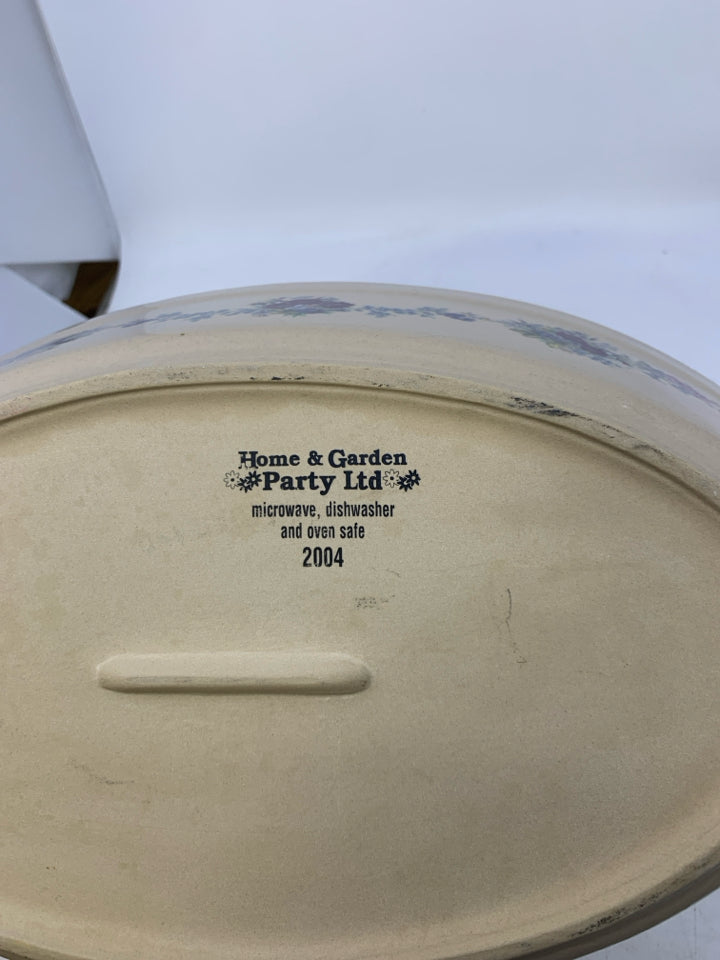 Home & Garden
Party Ltd
microwave, dishwasher
and oven safe
2004